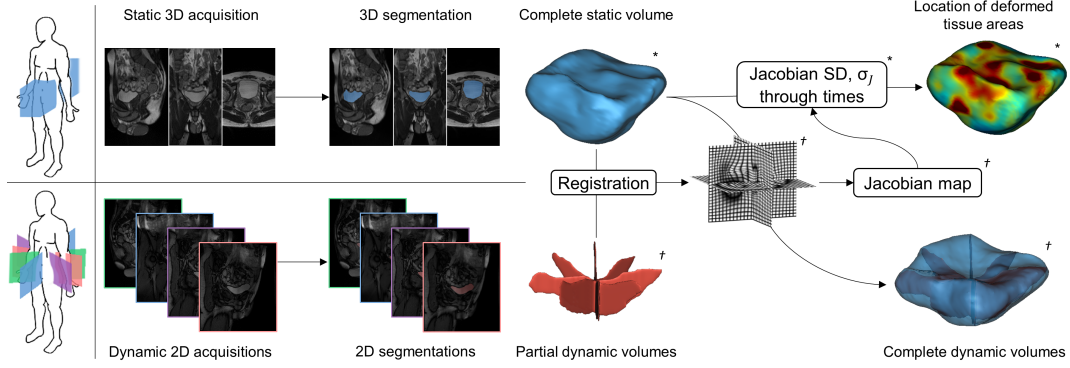 Static 3D acquisition
3D segmentation
Complete static volume
Location of deformed
tissue areas
*
Jacobian SD, σJ
through times
*
*
Registration
†
Jacobian map
†
†
†
Dynamic 2D acquisitions
2D segmentations
Partial dynamic volumes
Complete dynamic volumes